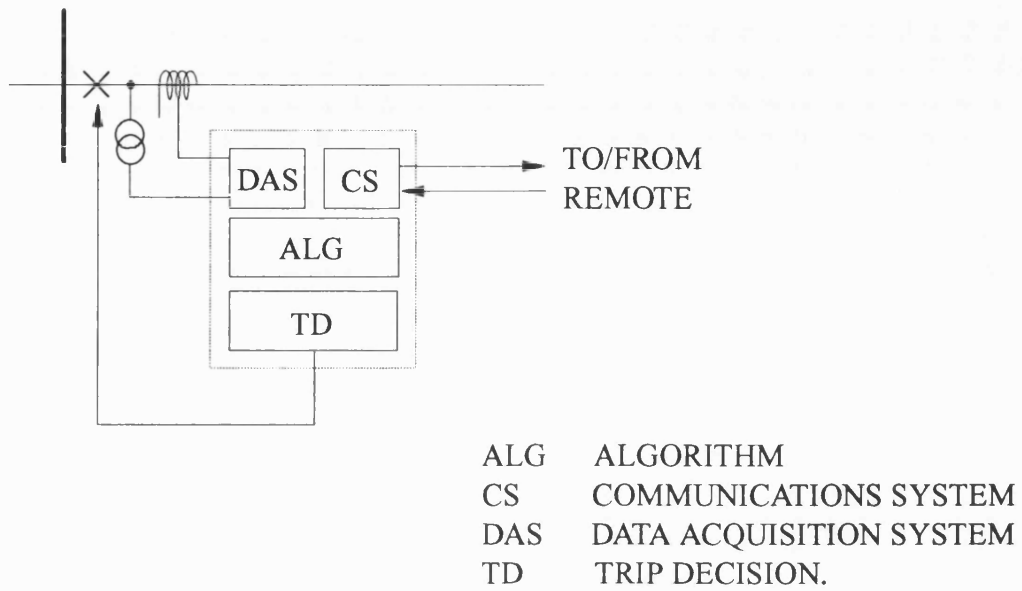 DAS
CS
TO/FROM
REMOTE
ALG
TD
ALG ALGORITHM
CS COMMUNICATIONS SYSTEM
DAS DATA ACQUISITION SYSTEM
TD TRIP DECISION.